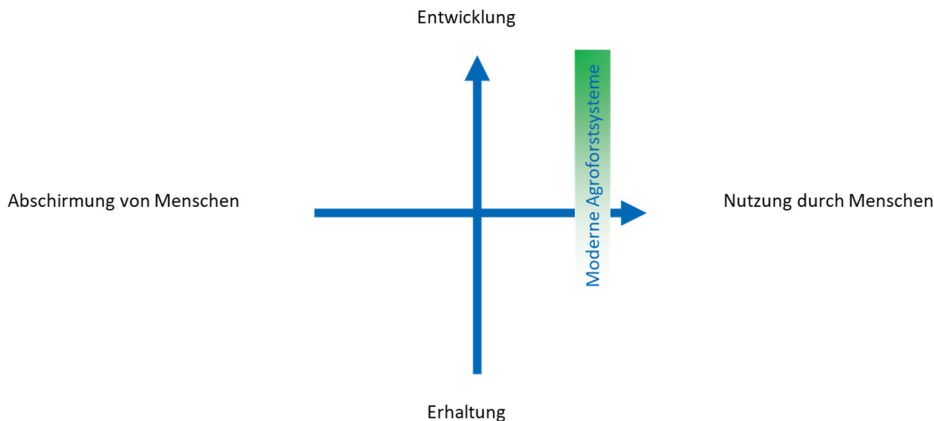 Entwicklung
Moderne Agroforstsysteme
Abschirmung von Menschen
Nutzung durch Menschen
Erhaltung